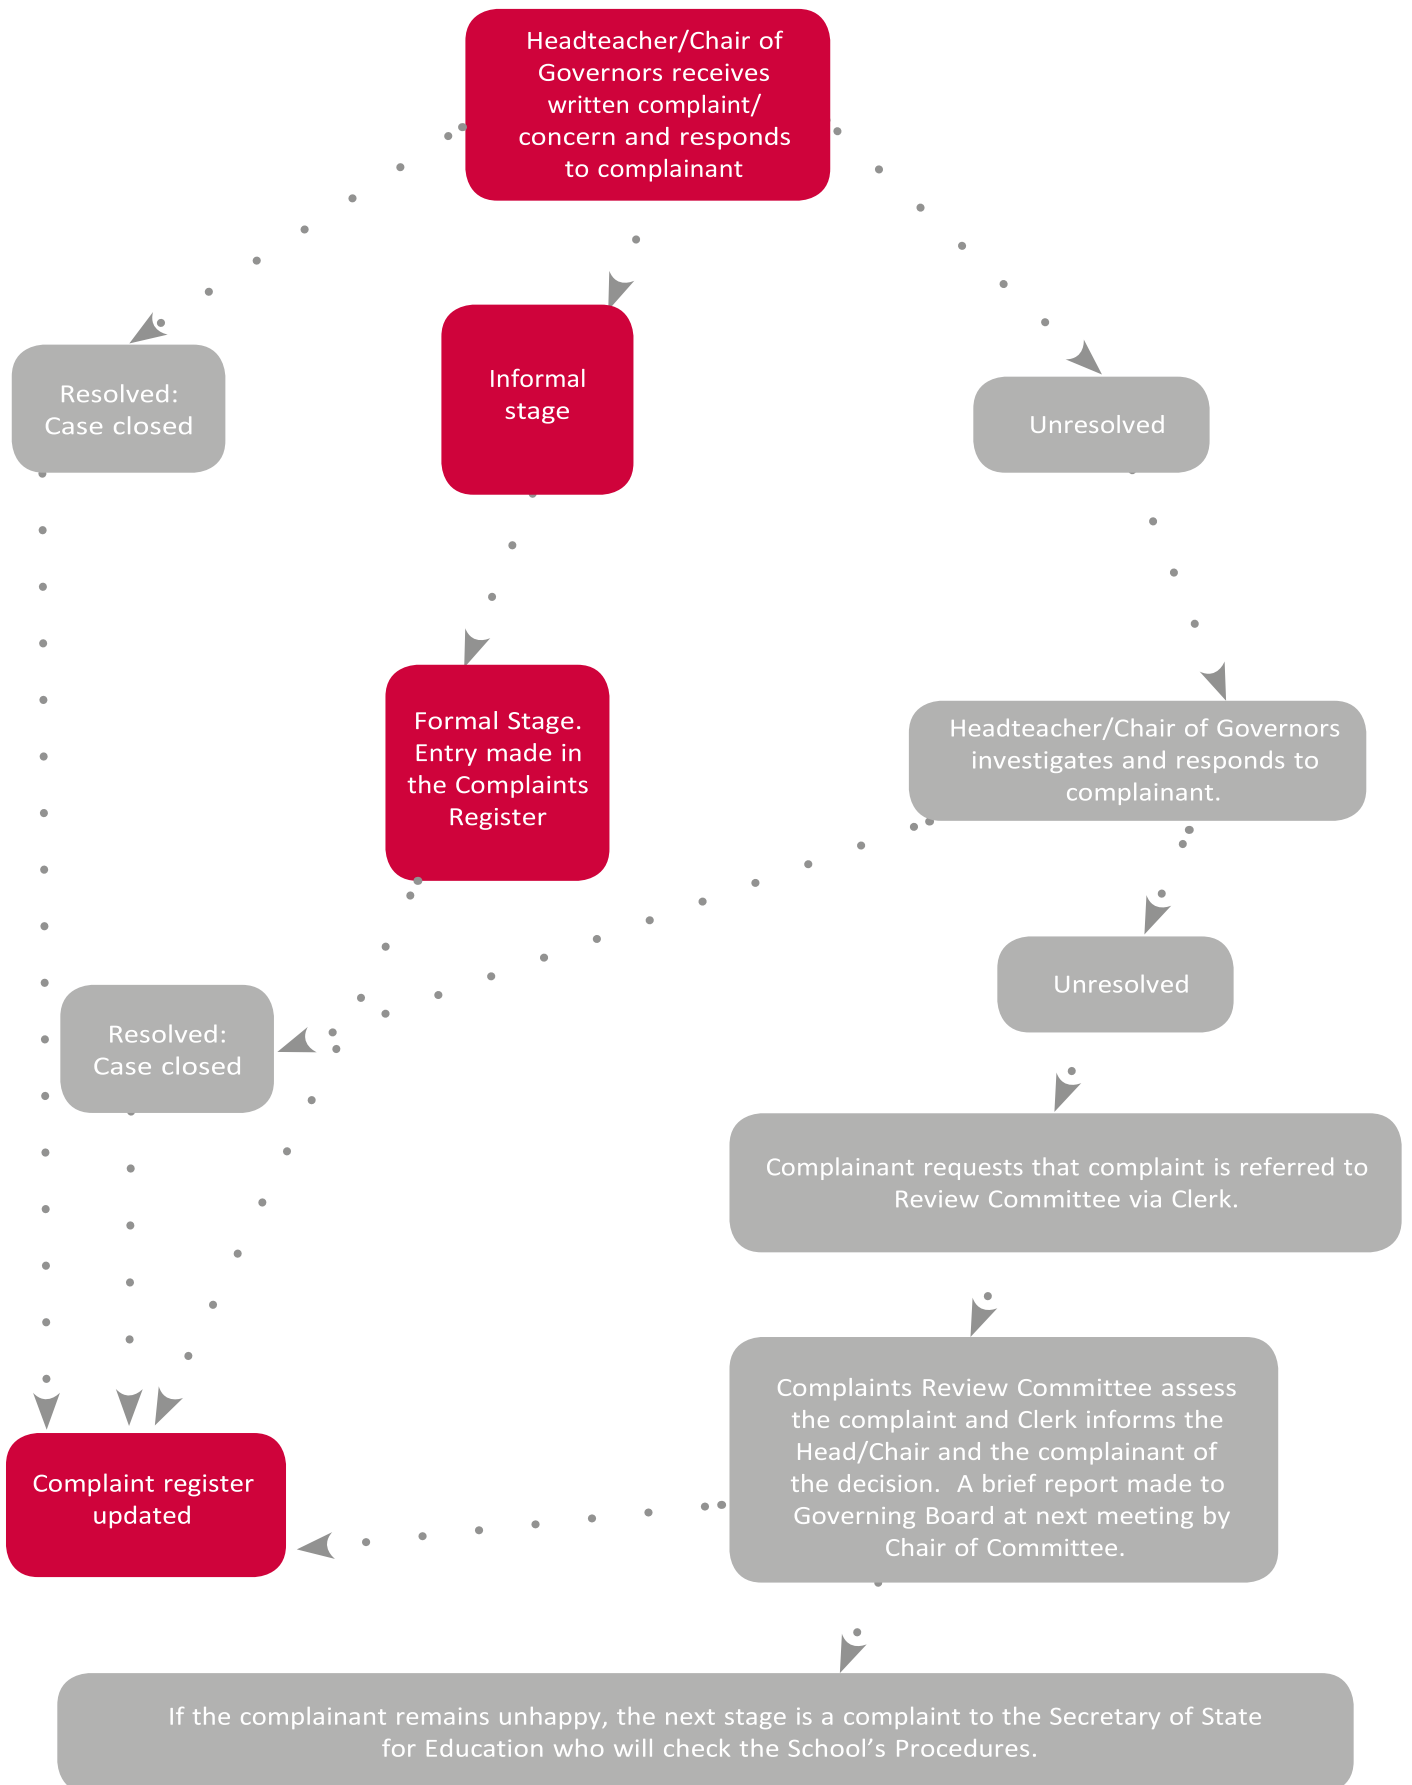 Headteacher/Chair of
Governors receives
written complaint/
concern and responds
to complainant
Resolved:
Case closed
Informal
stage
Unresolved
Formal Stage.
Entry made in
the Complaints
Register
Headteacher/Chair of Governors
investigates and responds to
complainant.
Unresolved
Resolved:
Case closed
Complainant requests that complaint is referred to
Review Committee via Clerk.
Complaints Review Committee assess
the complaint and Clerk informs the
Head/Chair and the complainant of
the decision.  A brief report made to
Governing Board at next meeting by
Chair of Committee.
Complaint register
updated
If the complainant remains unhappy, the next stage is a complaint to the Secretary of State
for Education who will check the School’s Procedures.